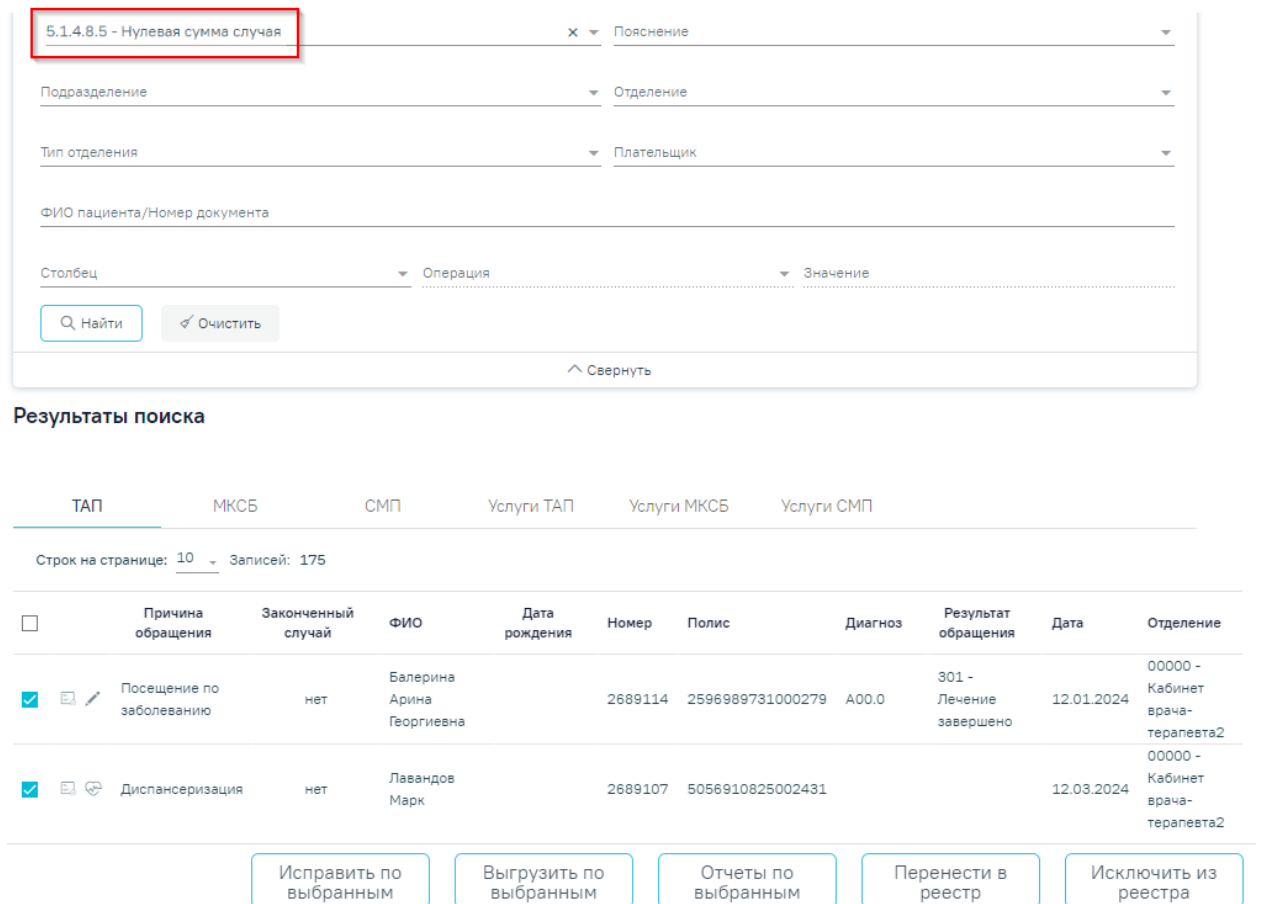 5.1.4.8.5 - Нулевая сумма случая
Пояснение
Подразделение
Отделение
Тип отделения
Плательщик
ФИО пациента/Номер документа
Столбец
Операция
Значение
Найти
Очистить
Свернуть
Результаты поиска
ТАП МКСБ СМП Услуги ТАП Услуги МКСБ Услуги СМП
Строк на странице: 10 Записей: 175
Причина обращения
Законченный случай
ФИО
Дата рождения
Номер
Полис
Диагноз
Результат обращения
Дата
Отделение
Посещение по заболеванию
нет
Балерина Арина Георгиевна
2689114
2596989731000279
A00.0
301 - Лечение завершено
12.01.2024
00000 - Кабинет врача-терапевта2
Диспансеризация
нет
Лавандов Марк
2689107
5056910825002431
12.03.2024
00000 - Кабинет врача-терапевта2
Исправить по выбранным
Выгрузить по выбранным
Отчеты по выбранным
Перенести в реестр
Исключить из реестра